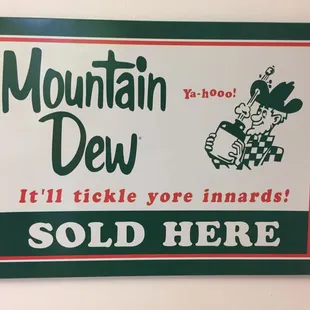 Mountain
Dew
Ya-hooo!
It'll tickle yore innards!
SOLD HERE